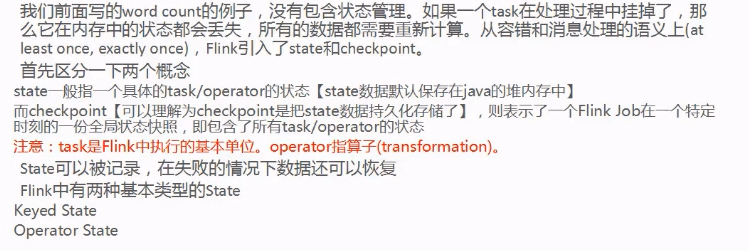 我们前面写的word count的例子，没有包含状态管理。如果一个task在处理过程中挂掉了，那
么它在内存中的状态都会丢失，所有的数据都需要重新计算。从容错和消息处理的语义上(at
least once, exactly once)，Flink引入了state和checkpoint。
首先区分一下两个概念
state一般指一个具体的task/operator的状态【state数据默认保存在java的堆内存中】
而checkpoint【可以理解为checkpoint是把state数据持久化存储了】，则表示了一个Flink Job在一个特定
时刻的一份全局状态快照，即包含了所有task/operator的状态
注意：task是Flink中执行的基本单位。operator指算子(transformation)。
State可以被记录，在失败的情况下数据还可以恢复
Flink中有两种基本类型的State
Keyed State
Operator State